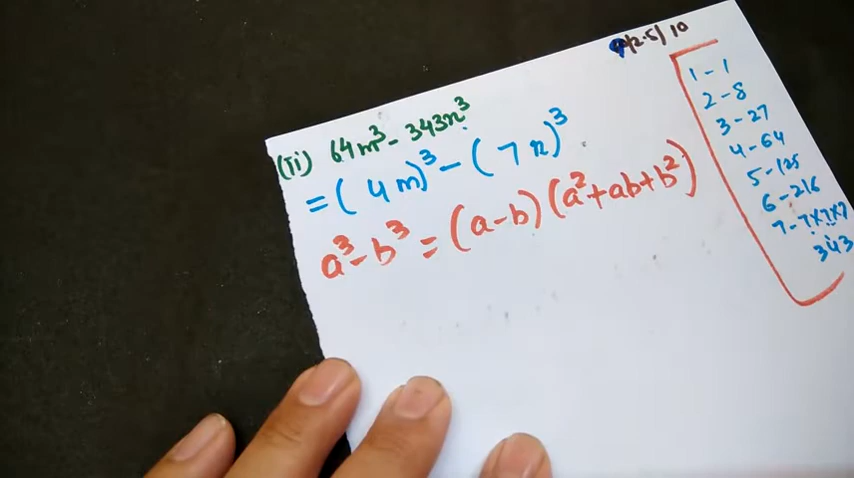 (ii) 64m³ - 343n³
= (4m)³ - (7n)³
a³ - b³ = (a-b)(a²+ab+b²)
1 - 1
2 - 8
3 - 27
4 - 64
5 - 125
6 - 216
7 - 7×7×7
343